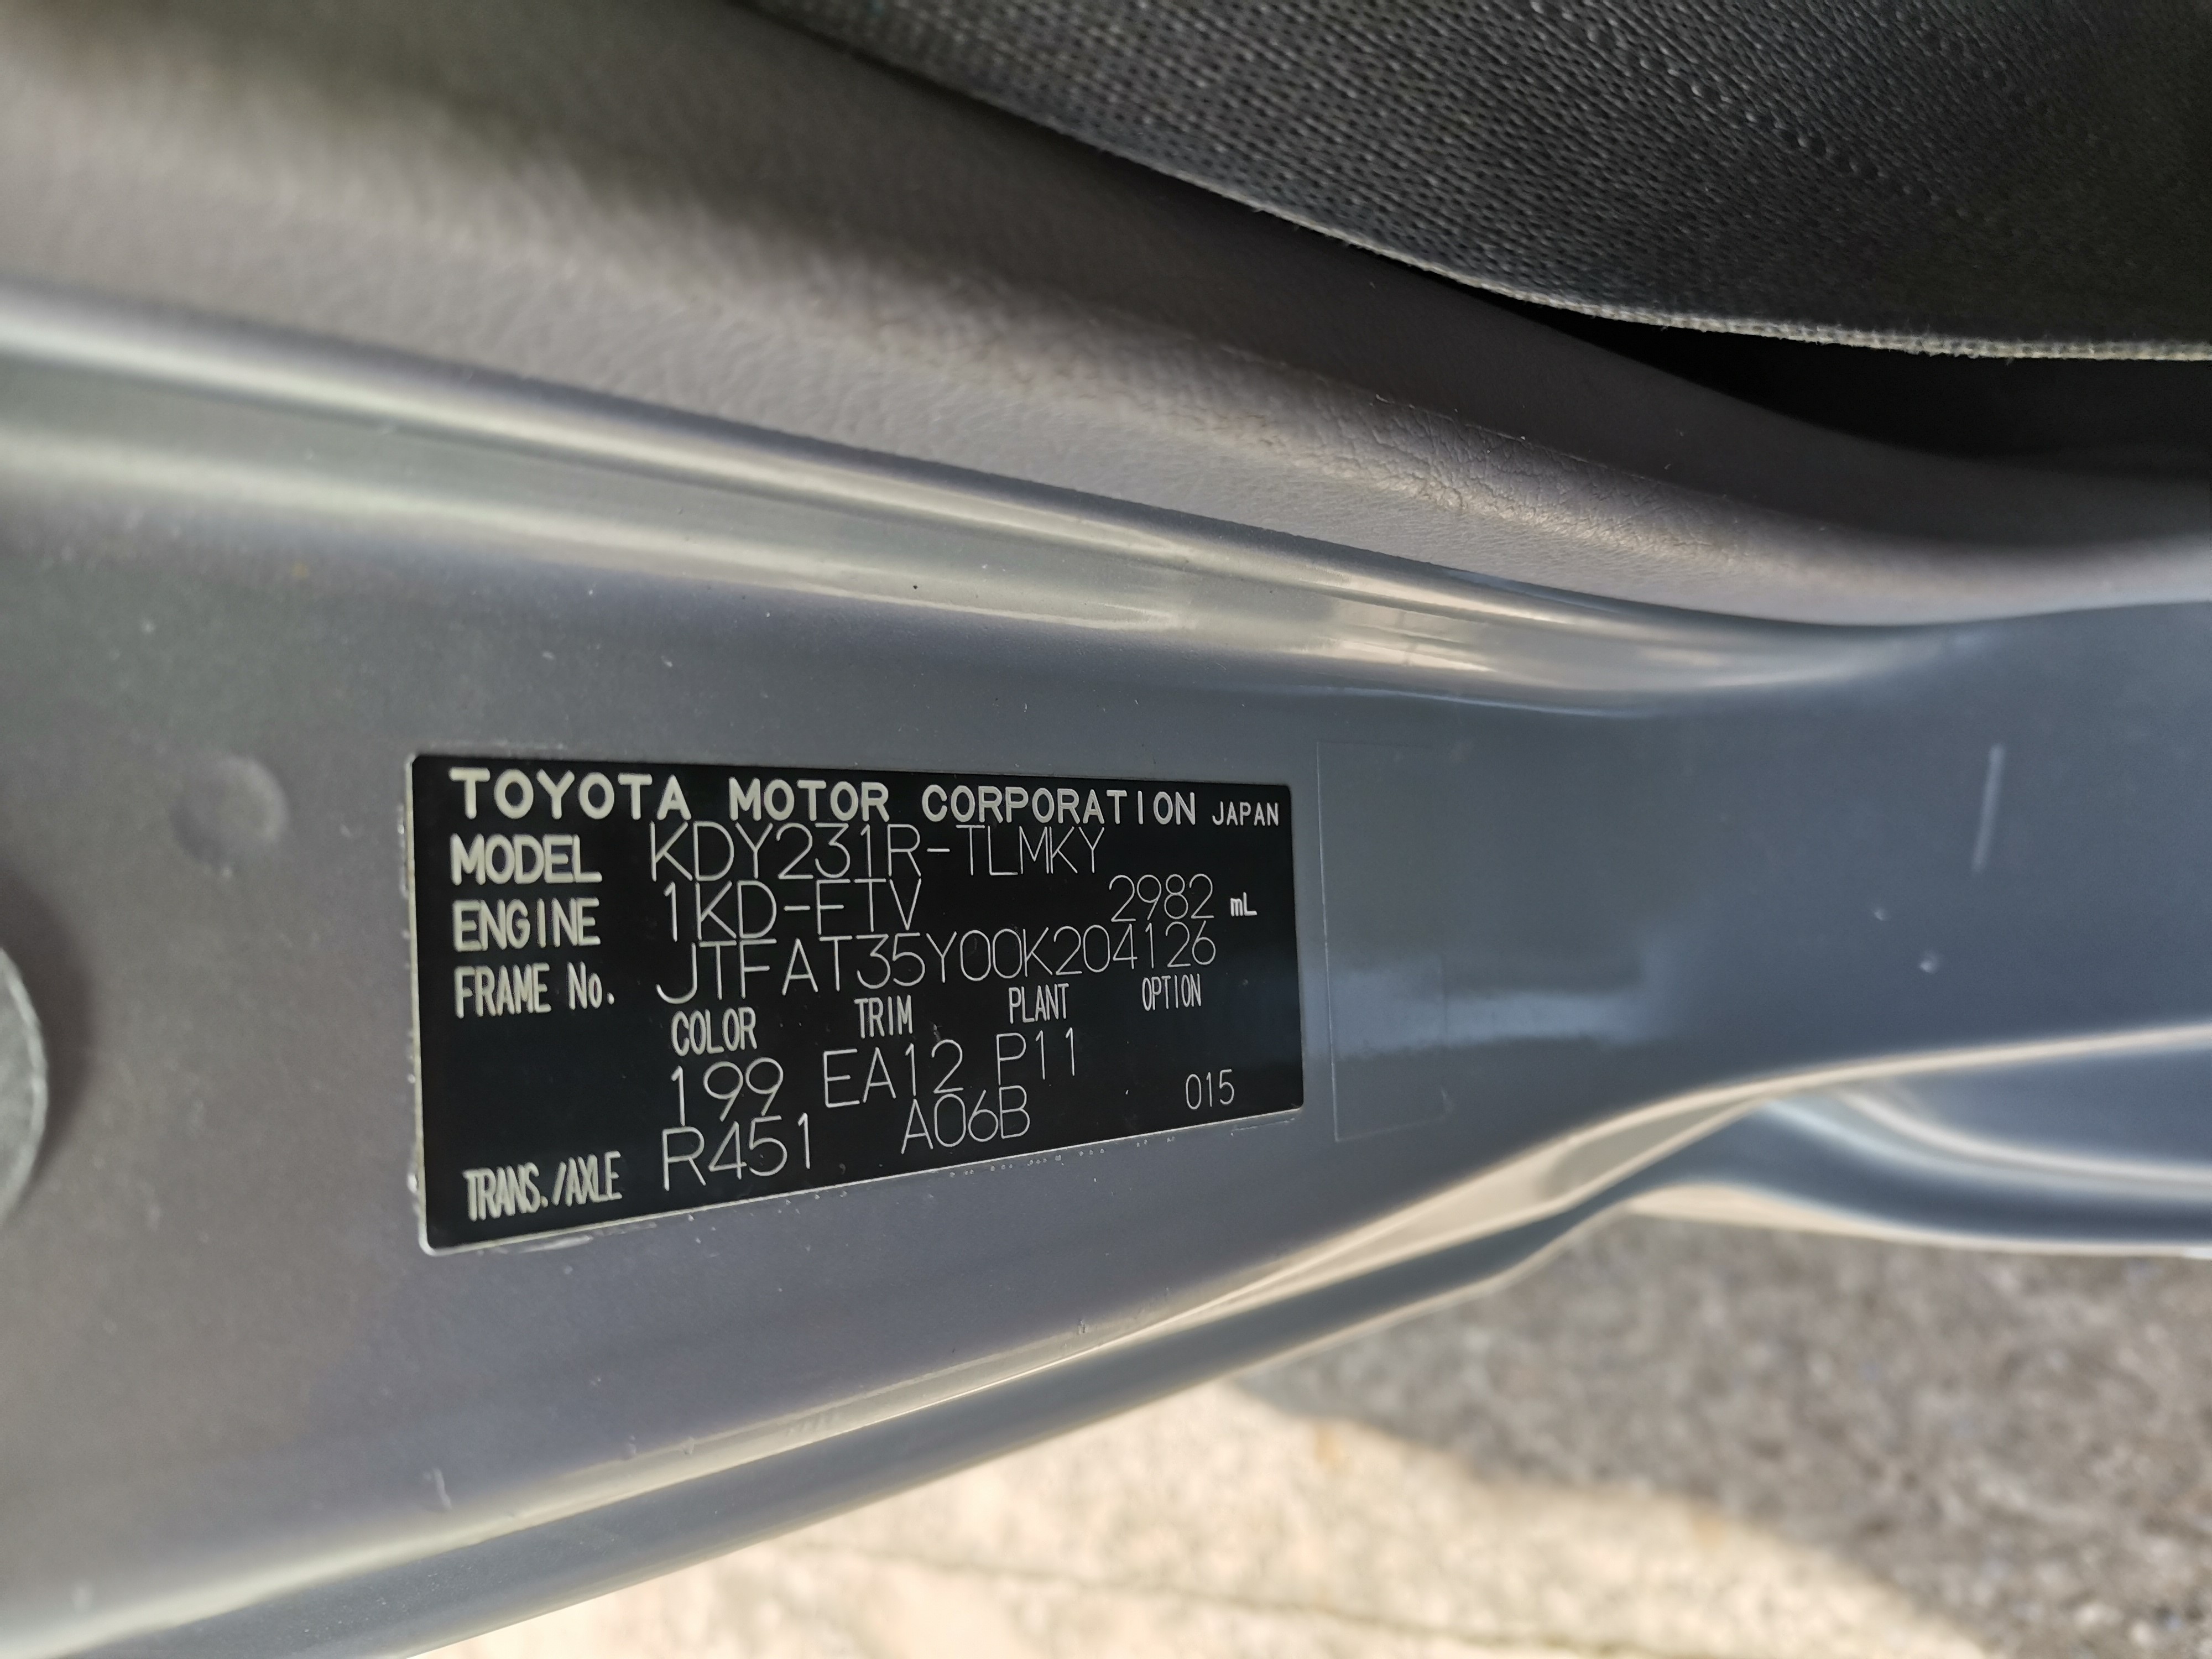 TOYOTA MOTOR CORPORATION JAPAN
MODEL KDY231R-TLMKY
ENGINE 1KD-FTV 2982 mL
FRAME No. JTFAT35Y00K204126
COLOR TRIM PLANT OPTION
199 EA12 P11
TRANS./AXLE R451 A06B 015